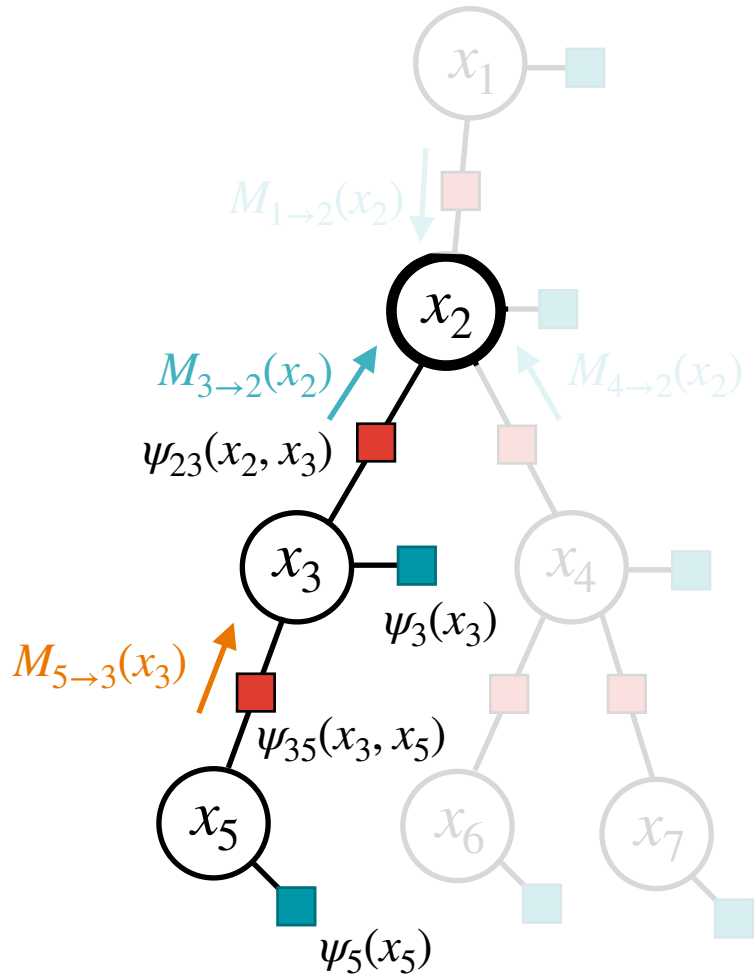 x₁
M₁→₂(x₂)
x₂
M₃→₂(x₂)
M₄→₂(x₂)
ψ₂₃(x₂, x₃)
x₃
x₄
ψ₃(x₃)
M₅→₃(x₃)
ψ₃₅(x₃, x₅)
x₅
x₆
x₇
ψ₅(x₅)